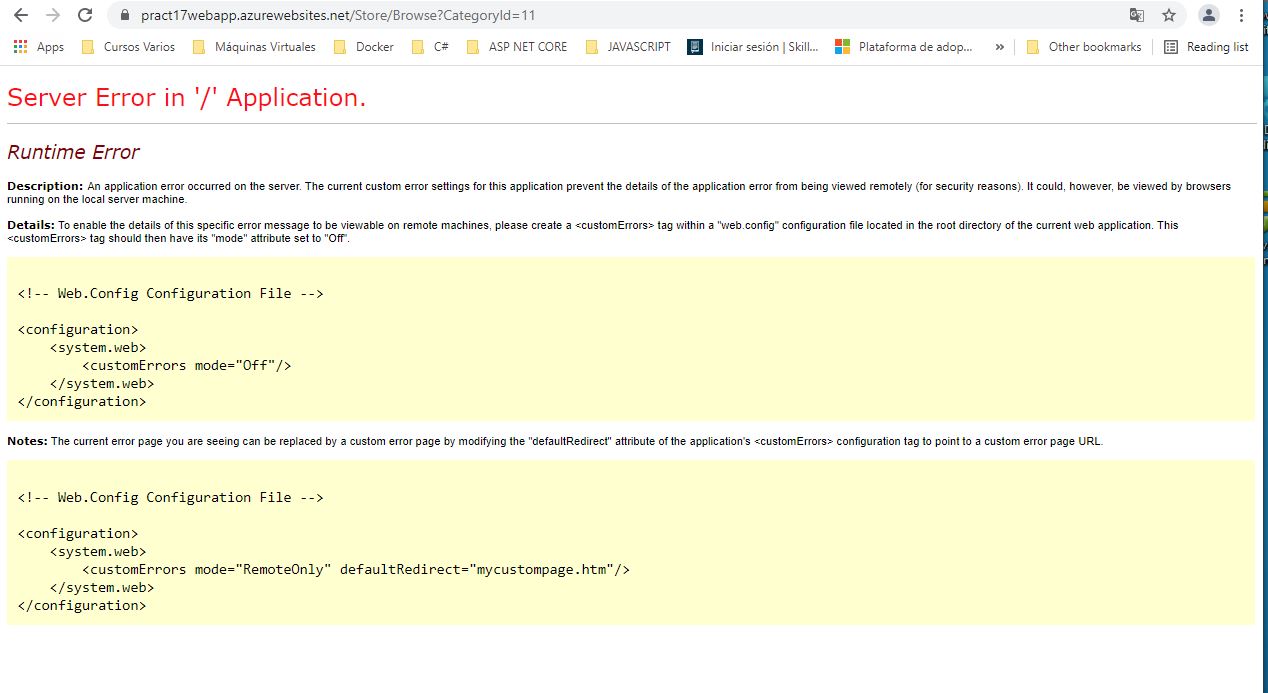 pract17webapp.azurewebsites.net/Store/Browse?CategoryId=11
Apps Cursos Varios Máquinas Virtuales Docker C# ASP NET CORE JAVASCRIPT Iniciar sesión | Skill... Plataforma de adop... » Other bookmarks Reading list
Server Error in '/' Application.
Runtime Error
Description: An application error occurred on the server. The current custom error settings for this application prevent the details of the application error from being viewed remotely (for security reasons). It could, however, be viewed by browsers
running on the local server machine.
Details: To enable the details of this specific error message to be viewable on remote machines, please create a <customErrors> tag within a "web.config" configuration file located in the root directory of the current web application. This
<customErrors> tag should then have its "mode" attribute set to "Off".
<!-- Web.Config Configuration File -->
<configuration>
    <system.web>
        <customErrors mode="Off"/>
    </system.web>
</configuration>
Notes: The current error page you are seeing can be replaced by a custom error page by modifying the "defaultRedirect" attribute of the application's <customErrors> configuration tag to point to a custom error page URL.
<!-- Web.Config Configuration File -->
<configuration>
    <system.web>
        <customErrors mode="RemoteOnly" defaultRedirect="mycustompage.htm"/>
    </system.web>
</configuration>